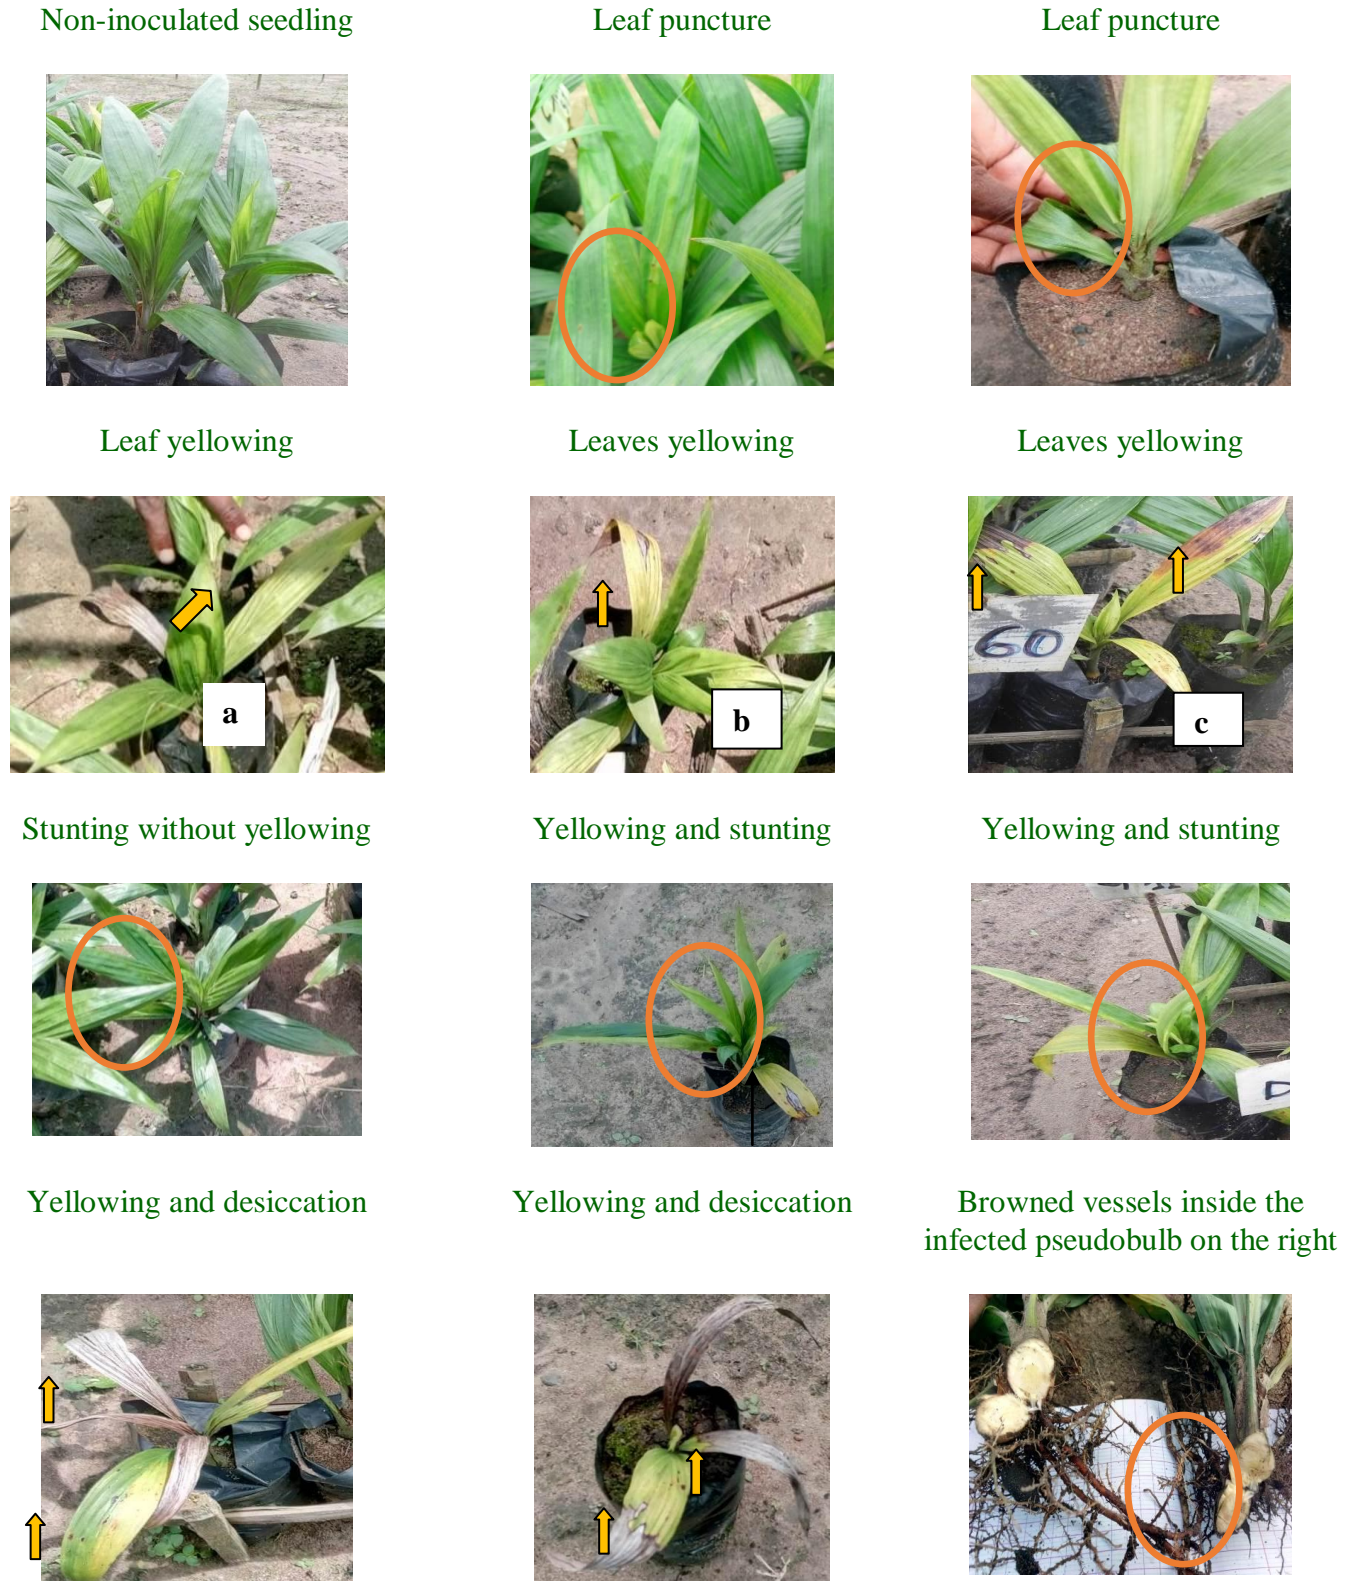 Non-inoculated seedling
Leaf puncture
Leaf puncture
Leaf yellowing
Leaves yellowing
Leaves yellowing
a
b
60
c
Stunting without yellowing
Yellowing and stunting
Yellowing and stunting
Yellowing and desiccation
Yellowing and desiccation
Browned vessels inside the
infected pseudobulb on the right